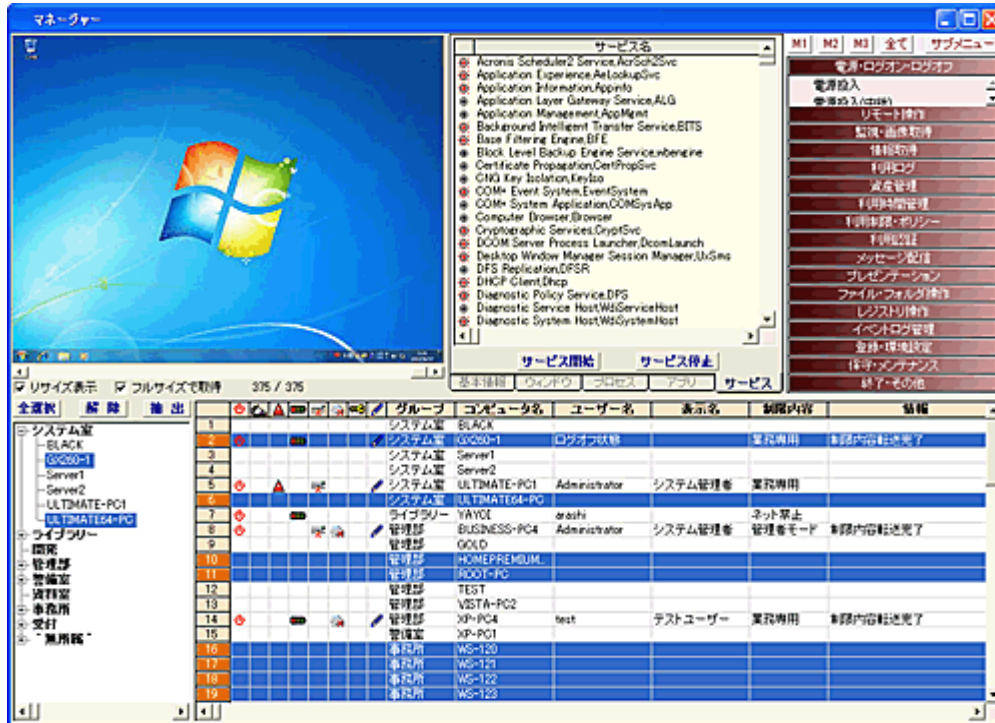 マネージャー
サービス名
Acronis Scheduler2 Service,AcrSch2Svc
Application Experience,AeLookupSvc
Application Information,Appinfo
Application Layer Gateway Service,ALG
Application Management,AppMgmt
Background Intelligent Transfer Service,BITS
Base Filtering Engine,BFE
Block Level Backup Engine Service,wbengine
Certificate Propagation,CertPropSvc
CNG Key Isolation,KeyIso
COM+ Event System,EventSystem
COM+ System Application,COMSysApp
Computer Browser,Browser
Cryptographic Services,CryptSvc
DCOM Server Process Launcher,DcomLaunch
Desktop Window Manager Session Manager,UxSms
DFS Replication,DFSR
DHCP Client,Dhcp
Diagnostic Policy Service,DPS
Diagnostic Service Host,WdiServiceHost
Diagnostic System Host,WdiSystemHost
サービス開始 サービス停止
基本情報 ウィンドウ プロセス アプリ サービス
M1 M2 M3 全て サブメニュー
電源・ログオン・ログオフ
電源投入
電源投入(中継)
リモート操作
監視・画像取得
情報取得
利用ログ
資産管理
利用時間管理
利用制限・ポリシー
利用認証
メッセージ配信
プレゼンテーション
ファイル・フォルダ操作
レジストリ操作
イベントログ管理
登録・環境設定
保守・メンテナンス
終了・その他
リサイズ表示 フルサイズで取得 375 / 375
全選択 解除 抽出
システム室
BLACK
GX260-1
Server1
Server2
ULTIMATE-PC1
ULTIMATE64-PC
ライブラリー
開発
管理部
警備室
資料室
事務所
受付
"無所属"
グループ コンピュータ名 ユーザー名 表示名 制限内容 情報
1 システム室 BLACK
2 システム室 GX260-1 ログオフ状態 業務専用 制限内容転送完了
3 システム室 Server1
4 システム室 Server2
5 システム室 ULTIMATE-PC1 Administrator システム管理者 業務専用
6 システム室 ULTIMATE64-PC
7 ライブラリー YAYOI arashi ネット禁止
8 管理部 BUSINESS-PC4 Administrator システム管理者 管理者モード 制限内容転送完了
9 管理部 GOLD
10 管理部 HOMEPREMIUM..
11 管理部 ROOT-PC
12 管理部 TEST
13 管理部 VISTA-PC2
14 管理部 XP-PC4 test テストユーザー 業務専用 制限内容転送完了
15 警備室 XP-PC1
16 事務所 WS-120
17 事務所 WS-121
18 事務所 WS-122
19 事務所 WS-123